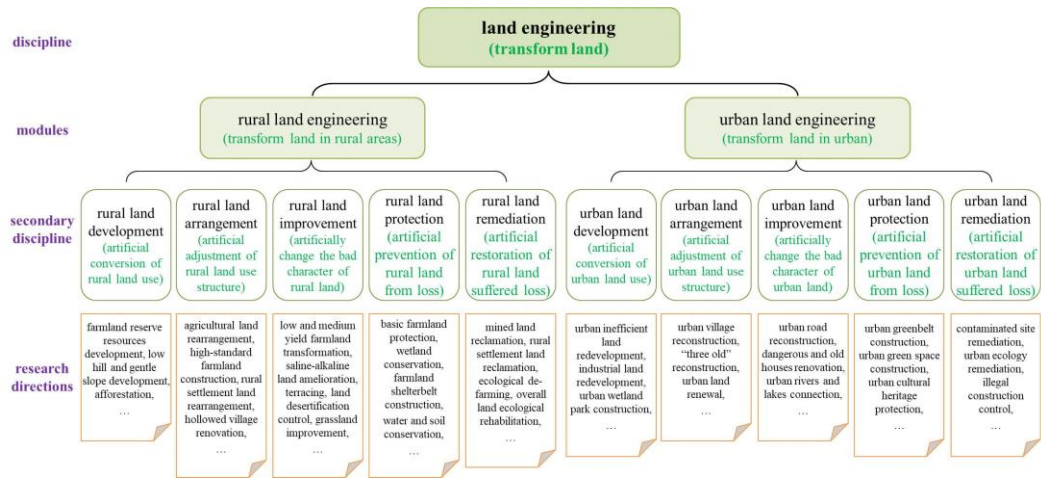 discipline
land engineering
(transform land)
modules
rural land engineering
(transform land in rural areas)
urban land engineering
(transform land in urban)
secondary
discipline
rural land
development
(artificial
conversion of
rural land use)
rural land
arrangement
(artificial
adjustment of
rural land use
structure)
rural land
improvement
(artificially
change the bad
character of
rural land)
rural land
protection
(artificial
prevention of
rural land
from loss)
rural land
remediation
(artificial
restoration of
rural land
suffered loss)
urban land
development
(artificial
conversion of
urban land use)
urban land
arrangement
(artificial
adjustment of
urban land use
structure)
urban land
improvement
(artificially
change the bad
character of
urban land)
urban land
protection
(artificial
prevention of
urban land
from loss)
urban land
remediation
(artificial
restoration of
urban land
suffered loss)
research
directions
farmland reserve
resources
development, low
hill and gentle
slope development,
afforestation,
…
agricultural land
rearrangement,
high-standard
farmland
construction, rural
settlement land
rearrangement,
hollowed village
renovation,
…
low and medium
yield farmland
transformation,
saline-alkaline
land amelioration,
terracing, land
desertification
control, grassland
improvement,
…
basic farmland
protection,
wetland
conservation,
farmland
shelterbelt
construction,
water and soil
conservation,
…
mined land
reclamation, rural
settlement land
reclamation,
ecological de-
farming, overall
land ecological
rehabilitation,
…
urban inefficient
land
redevelopment,
industrial land
redevelopment,
urban wetland
park construction,
…
urban village
reconstruction,
“three old”
reconstruction,
urban land
renewal,
…
urban road
reconstruction,
dangerous and old
houses renovation,
urban rivers and
lakes connection,
…
urban greenbelt
construction,
urban green space
construction,
urban cultural
heritage
protection,
…
contaminated site
remediation,
urban ecology
remediation,
illegal
construction
control,
…